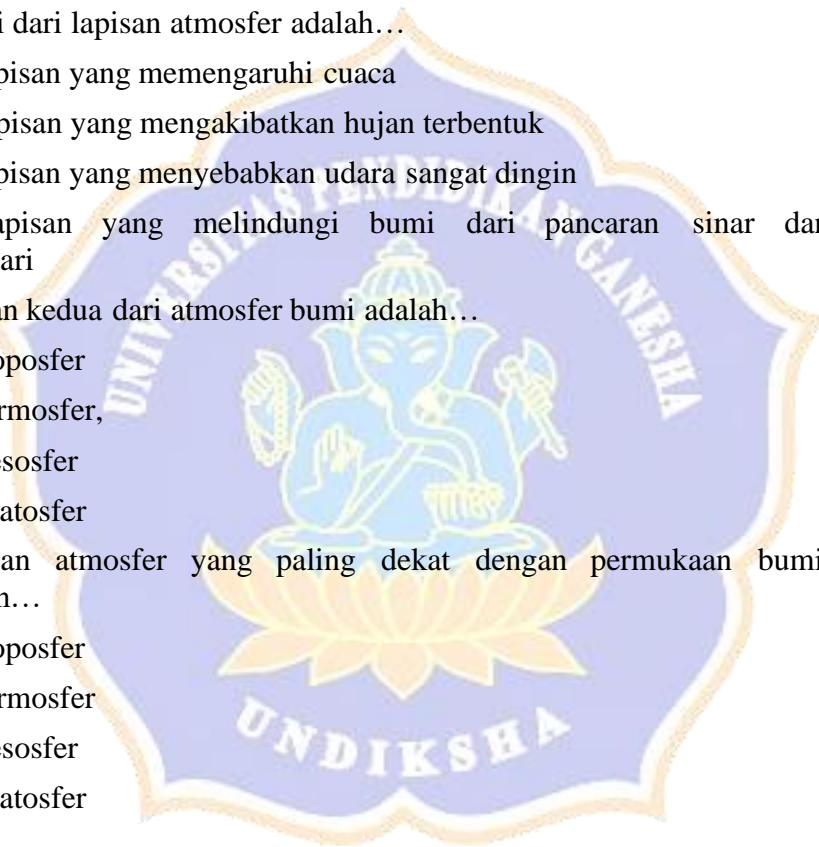 i dari lapisan atmosfer adalah…
pisan yang memengaruhi cuaca
pisan yang mengakibatkan hujan terbentuk
pisan yang menyebabkan udara sangat dingin
apisan yang melindungi bumi dari pancaran sinar dar
ari
an kedua dari atmosfer bumi adalah…
oposfer
rmosfer,
esosfer
atosfer
an atmosfer yang paling dekat dengan permukaan bumi
n…
oposfer
rmosfer
esosfer
atosfer
UNIVERSITAS PENDIDIKAN GANESHA
UNDIKSHA